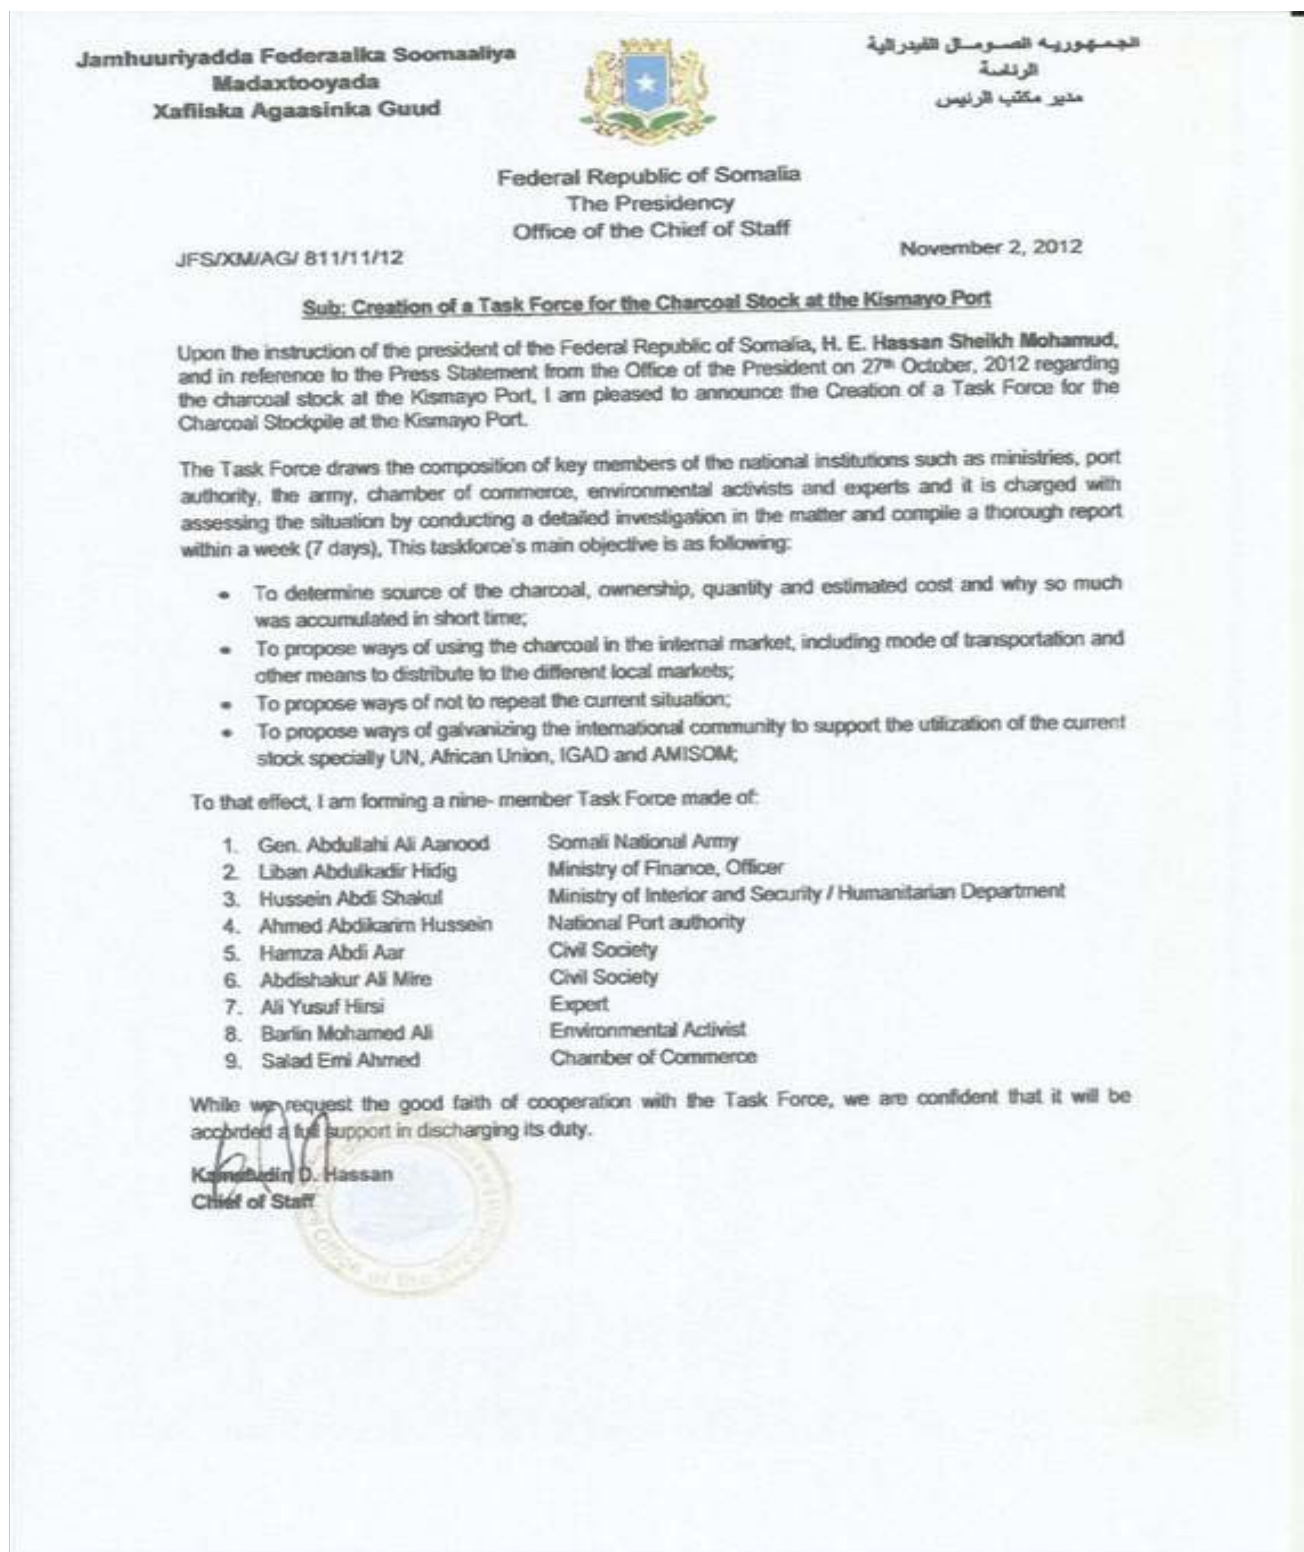 Jamhuuriyadda Federaalka Soomaaliya
Madaxtooyada
Xafiiska Agaasinka Guud
الجمهوريه الصومال الفيدرالية
الرئاسة
مدير مكتب الرئيس
Federal Republic of Somalia
The Presidency
Office of the Chief of Staff
JFS/XM/AG/ 811/11/12
November 2, 2012
Sub: Creation of a Task Force for the Charcoal Stock at the Kismayo Port
Upon the instruction of the president of the Federal Republic of Somalia, H. E. Hassan Sheikh Mohamud,
and in reference to the Press Statement from the Office of the President on 27th October, 2012 regarding
the charcoal stock at the Kismayo Port, I am pleased to announce the Creation of a Task Force for the
Charcoal Stockpile at the Kismayo Port.
The Task Force draws the composition of key members of the national institutions such as ministries, port
authority, the army, chamber of commerce, environmental activists and experts and it is charged with
assessing the situation by conducting a detailed investigation in the matter and compile a thorough report
within a week (7 days), This taskforce's main objective is as following:
• To determine source of the charcoal, ownership, quantity and estimated cost and why so much
was accumulated in short time;
• To propose ways of using the charcoal in the internal market, including mode of transportation and
other means to distribute to the different local markets;
• To propose ways of not to repeat the current situation;
• To propose ways of galvanizing the international community to support the utilization of the current
stock specially UN, African Union, IGAD and AMISOM;
To that effect, I am forming a nine- member Task Force made of:
1. Gen. Abdullahi Ali Aanood Somali National Army
2. Liban Abdulkadir Hidig Ministry of Finance, Officer
3. Hussein Abdi Shakul Ministry of Interior and Security / Humanitarian Department
4. Ahmed Abdikarim Hussein National Port authority
5. Hamza Abdi Aar Civil Society
6. Abdishakur Ali Mire Civil Society
7. Ali Yusuf Hirsi Expert
8. Barlin Mohamed Ali Environmental Activist
9. Salad Emi Ahmed Chamber of Commerce
While we request the good faith of cooperation with the Task Force, we are confident that it will be
accorded a full support in discharging its duty.
D. Hassan
Chief of Staff
Office of the